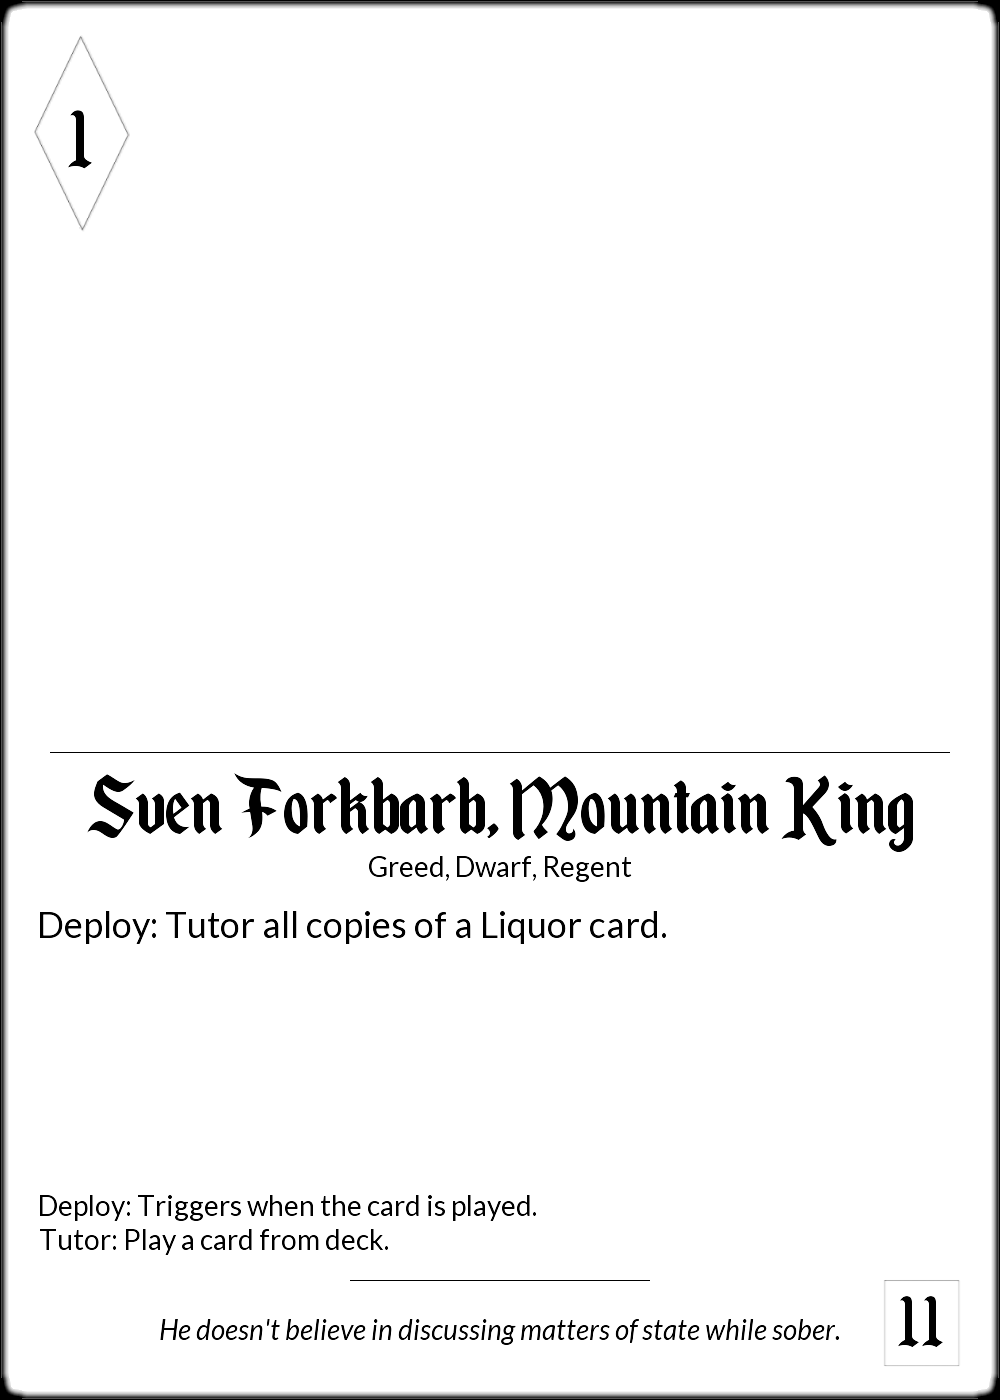 1
Sven Forkbarb, Mountain King
Greed, Dwarf, Regent
Deploy: Tutor all copies of a Liquor card.
Deploy: Triggers when the card is played.
Tutor: Play a card from deck.
He doesn't believe in discussing matters of state while sober.
11